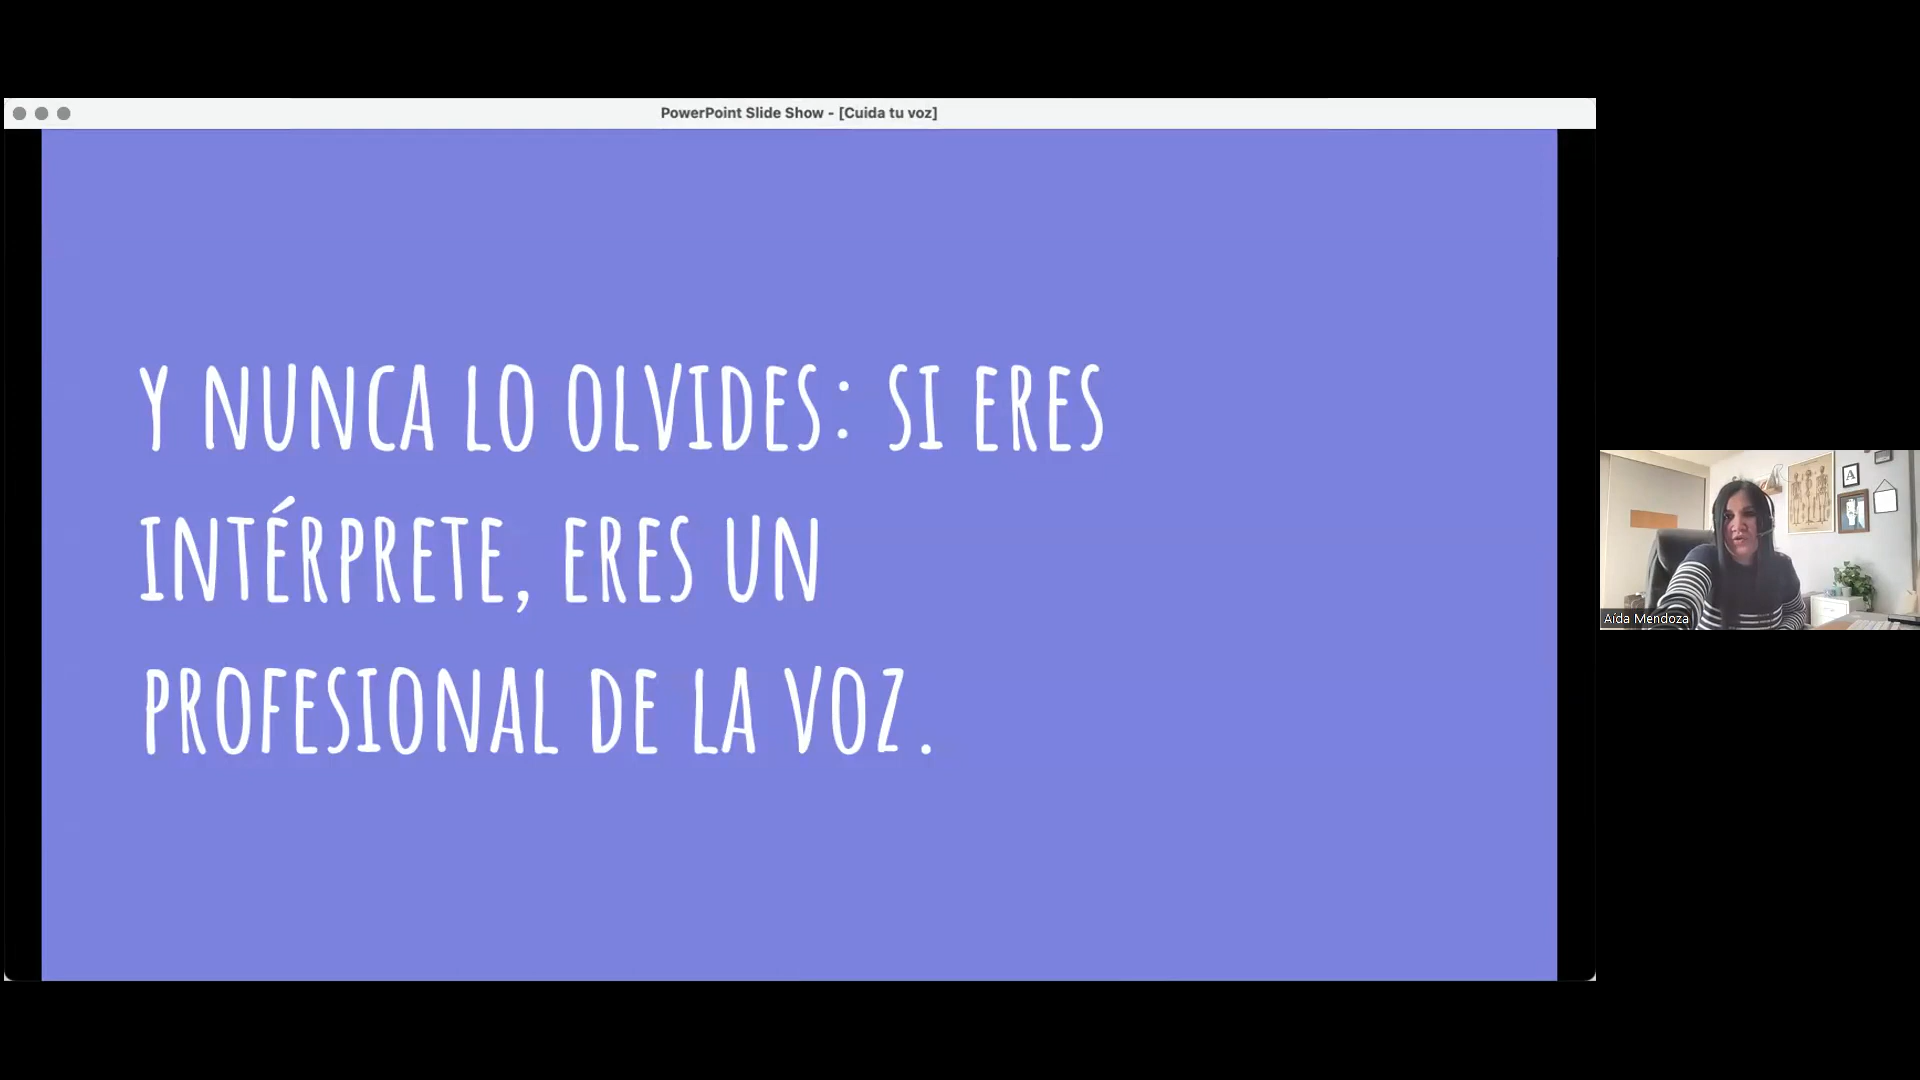 PowerPoint Slide Show - [Cuida tu voz]
Y NUNCA LO OLVIDES: SI ERES
INTÉRPRETE, ERES UN
PROFESIONAL DE LA VOZ.
A
Aída Mendoza